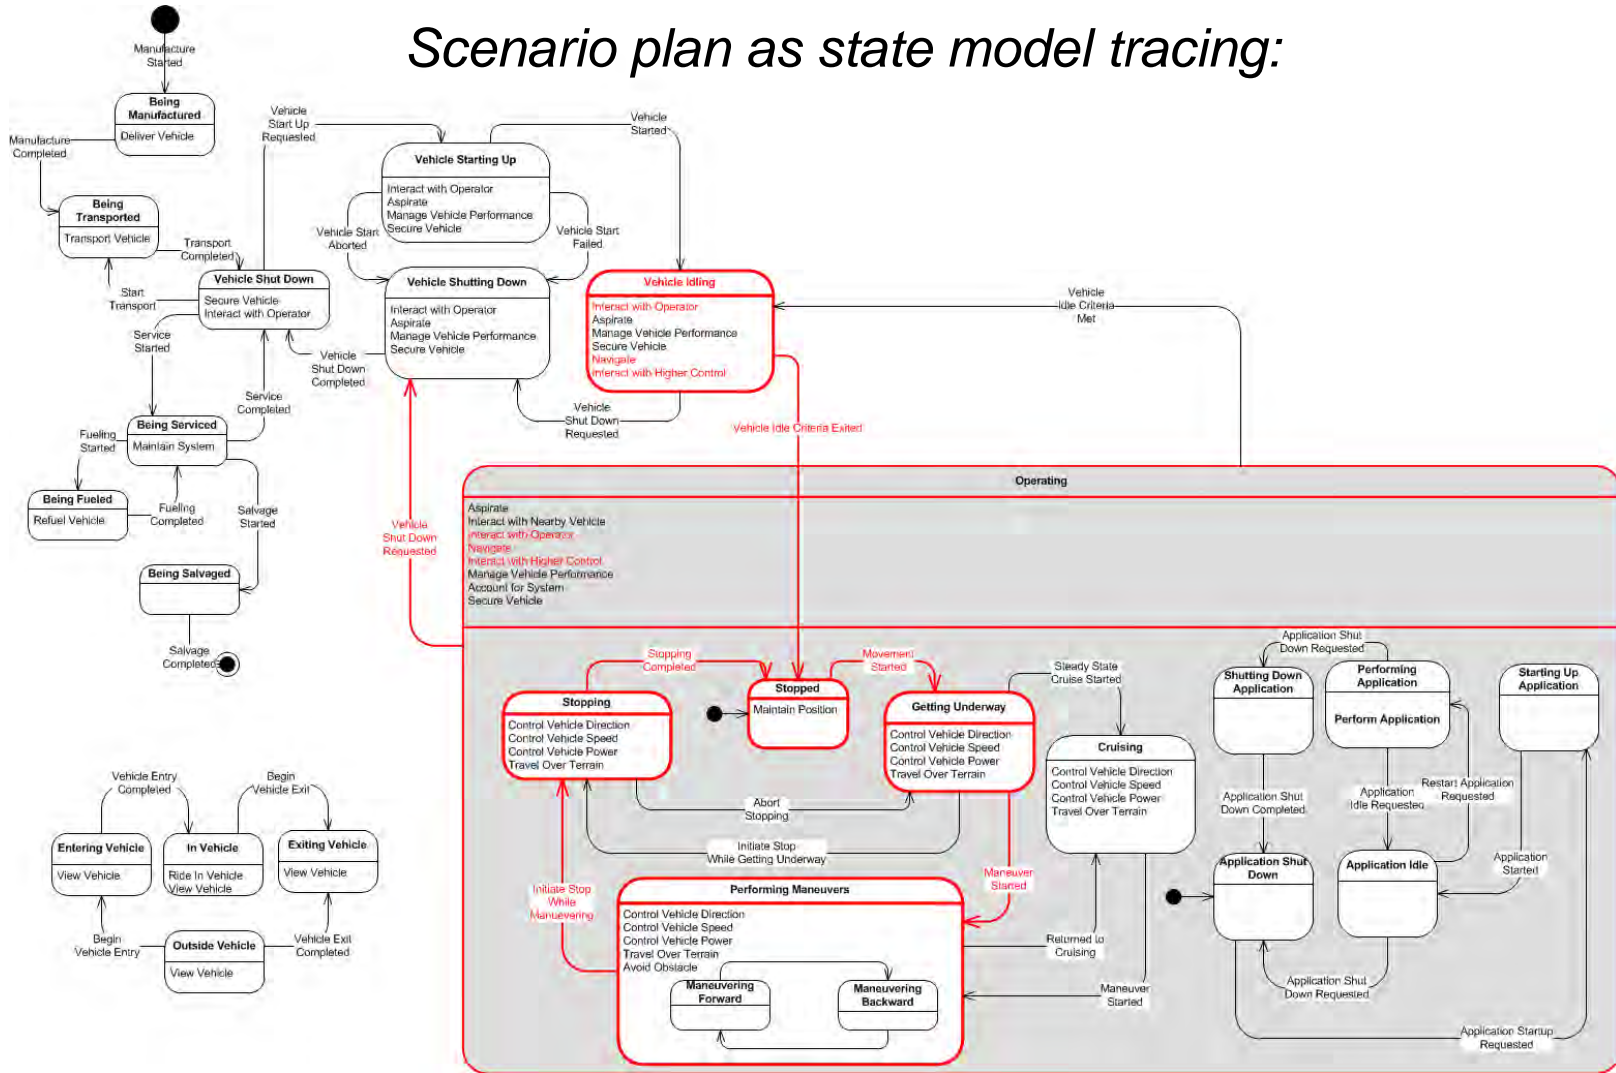 Scenario plan as state model tracing:
Manufacture
Started
Being
Manufactured
Deliver Vehicle
Manufacture
Completed
Being
Transported
Transport Vehicle
Transport
Completed
Start
Transport
Vehicle Shut Down
Secure Vehicle
Interact with Operator
Vehicle
Start Up
Requested
Vehicle Starting Up
Interact with Operator
Aspirate
Manage Vehicle Performance
Secure Vehicle
Vehicle
Started
Vehicle Start
Aborted
Vehicle Start
Failed
Vehicle Shutting Down
Interact with Operator
Aspirate
Manage Vehicle Performance
Secure Vehicle
Vehicle
Shut Down
Completed
Vehicle Idling
Interact with Operator
Aspirate
Manage Vehicle Performance
Secure Vehicle
Navigate
Interact with Higher Control
Vehicle
Idle Criteria
Met
Vehicle
Shut Down
Requested
Vehicle Idle Criteria Exited
Service
Started
Service
Completed
Being Serviced
Maintain System
Fueling
Started
Being Fueled
Refuel Vehicle
Fueling
Completed
Salvage
Started
Being Salvaged
Salvage
Completed
Vehicle
Shut Down
Requested
Operating
Aspirate
Interact with Nearby Vehicle
Interact with Operator
Navigate
Interact with Higher Control
Manage Vehicle Performance
Account for System
Secure Vehicle
Stopping
Completed
Stopping
Control Vehicle Direction
Control Vehicle Speed
Control Vehicle Power
Travel Over Terrain
Stopped
Maintain Position
Movement
Started
Getting Underway
Control Vehicle Direction
Control Vehicle Speed
Control Vehicle Power
Travel Over Terrain
Steady State
Cruise Started
Cruising
Control Vehicle Direction
Control Vehicle Speed
Control Vehicle Power
Travel Over Terrain
Abort
Stopping
Initiate Stop
While Getting Underway
Initiate Stop
While
Manuevering
Maneuver
Started
Performing Maneuvers
Control Vehicle Direction
Control Vehicle Speed
Control Vehicle Power
Travel Over Terrain
Avoid Obstacle
Maneuvering
Forward
Maneuvering
Backward
Returned to
Cruising
Maneuver
Started
Application Shut
Down Requested
Shutting Down
Application
Performing
Application
Perform Application
Starting Up
Application
Application Shut
Down Completed
Application
Idle Requested
Restart Application
Requested
Application Shut
Down
Application Idle
Application
Started
Application Shut
Down Requested
Application Startup
Requested
Vehicle Entry
Completed
Begin
Vehicle Exit
Entering Vehicle
View Vehicle
In Vehicle
Ride In Vehicle
View Vehicle
Exiting Vehicle
View Vehicle
Begin
Vehicle Entry
Outside Vehicle
View Vehicle
Vehicle Exit
Completed